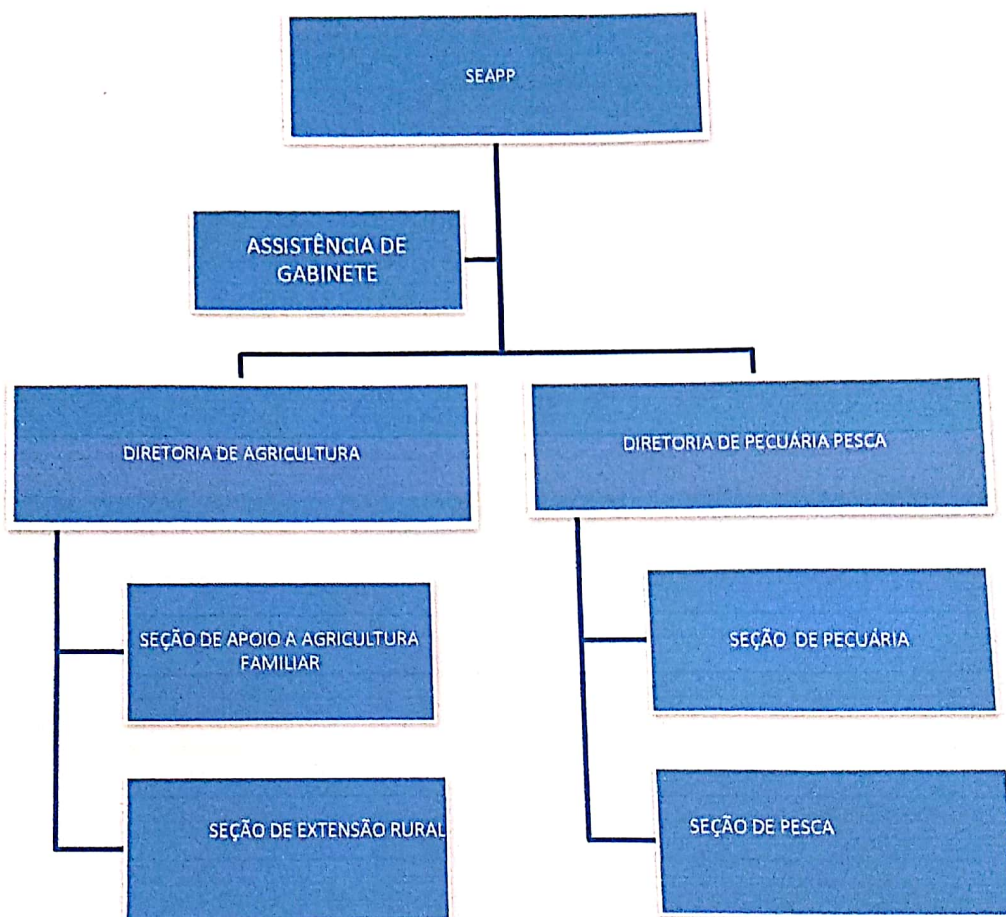 SEAPP
ASSISTÊNCIA DE
GABINETE
DIRETORIA DE AGRICULTURA
DIRETORIA DE PECUÁRIA PESCA
SEÇÃO DE APOIO A AGRICULTURA
FAMILIAR
SEÇÃO DE PECUÁRIA
SEÇÃO DE EXTENSÃO RURAL
SEÇÃO DE PESCA